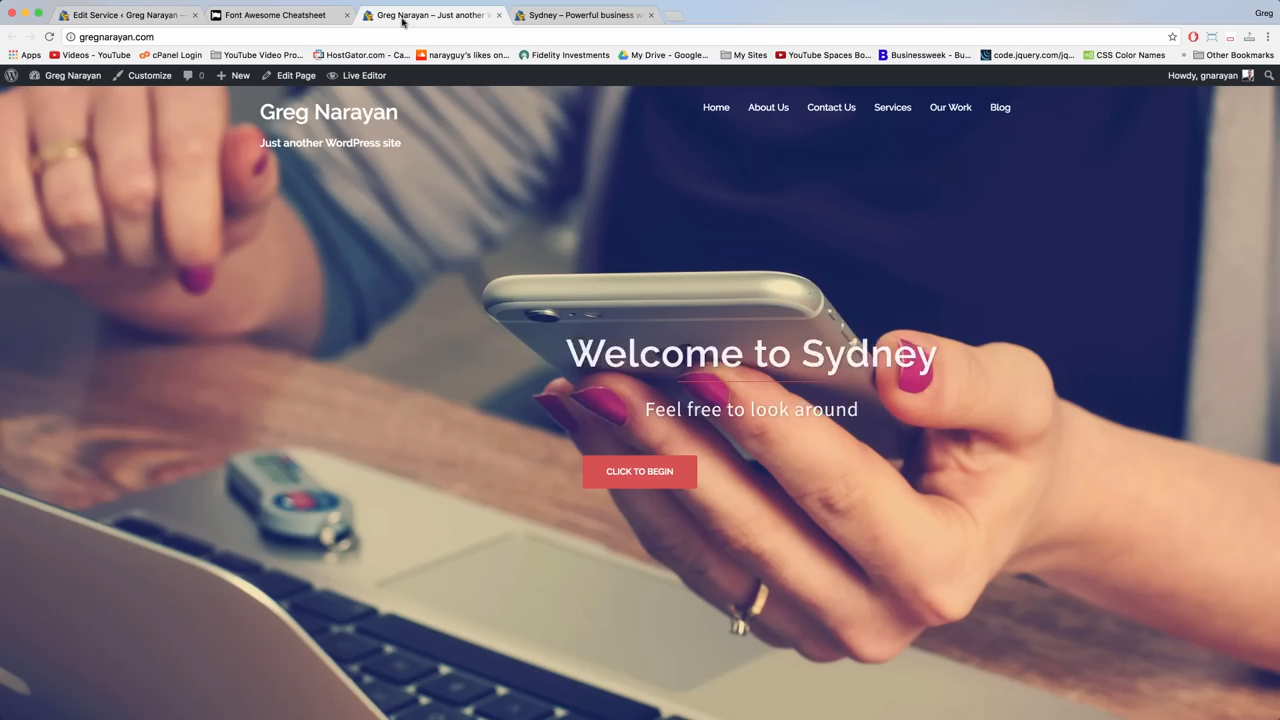 Edit Service ‹ Greg Narayan —
Font Awesome Cheatsheet
Greg Narayan – Just another W
Sydney – Powerful business w
Greg
gregnarayan.com
Apps
Videos - YouTube
cPanel Login
YouTube Video Pro...
HostGator.com - Ca...
narayguy's likes on...
Fidelity Investments
My Drive - Google...
My Sites
YouTube Spaces Bo...
Businessweek - Bu...
code.jquery.com/jq...
CSS Color Names
»
Other Bookmarks
Greg Narayan
Customize
0
New
Edit Page
Live Editor
Howdy, gnarayan
Greg Narayan
Home
About Us
Contact Us
Services
Our Work
Blog
Just another WordPress site
Welcome to Sydney
Feel free to look around
CLICK TO BEGIN